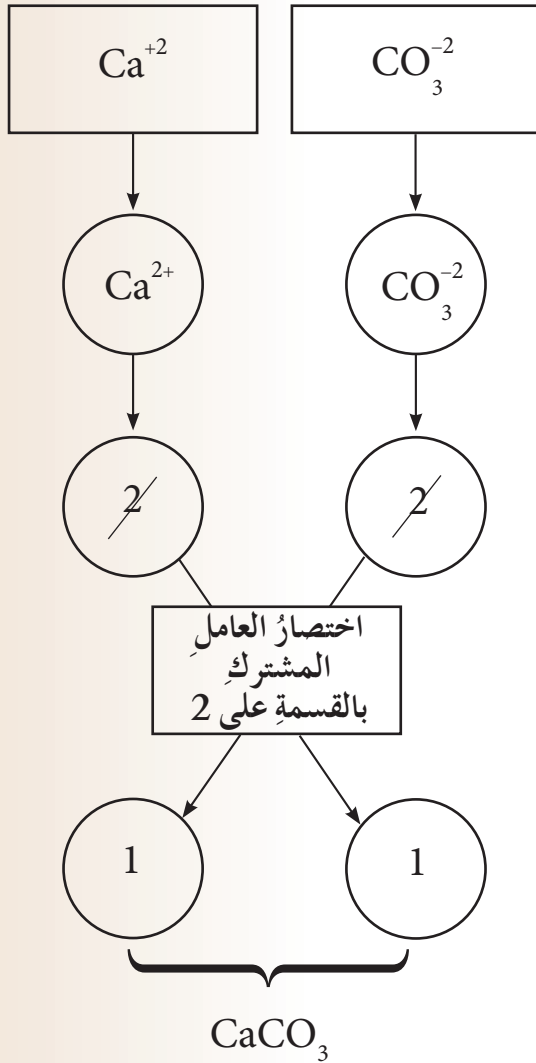 Ca⁺² CO₃⁻²
Ca²⁺ CO₃⁻²
2 2
اختصارُ العاملِ
المشتركِ
بالقسمةِ على 2
1 1
CaCO₃